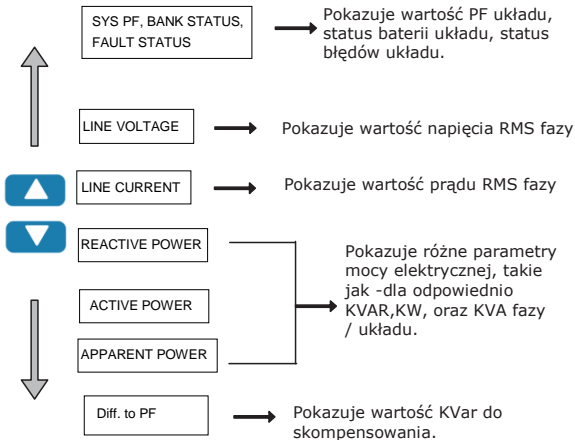 SYS PF, BANK STATUS,
FAULT STATUS
Pokazuje wartość PF układu,
status baterii układu, status
błędów układu.
LINE VOLTAGE
Pokazuje wartość napięcia RMS fazy
LINE CURRENT
Pokazuje wartość prądu RMS fazy
REACTIVE POWER
ACTIVE POWER
APPARENT POWER
Pokazuje różne parametry
mocy elektrycznej, takie
jak -dla odpowiednio
KVAR,KW, oraz KVA fazy
/ układu.
Diff. to PF
Pokazuje wartość KVar do
skompensowania.